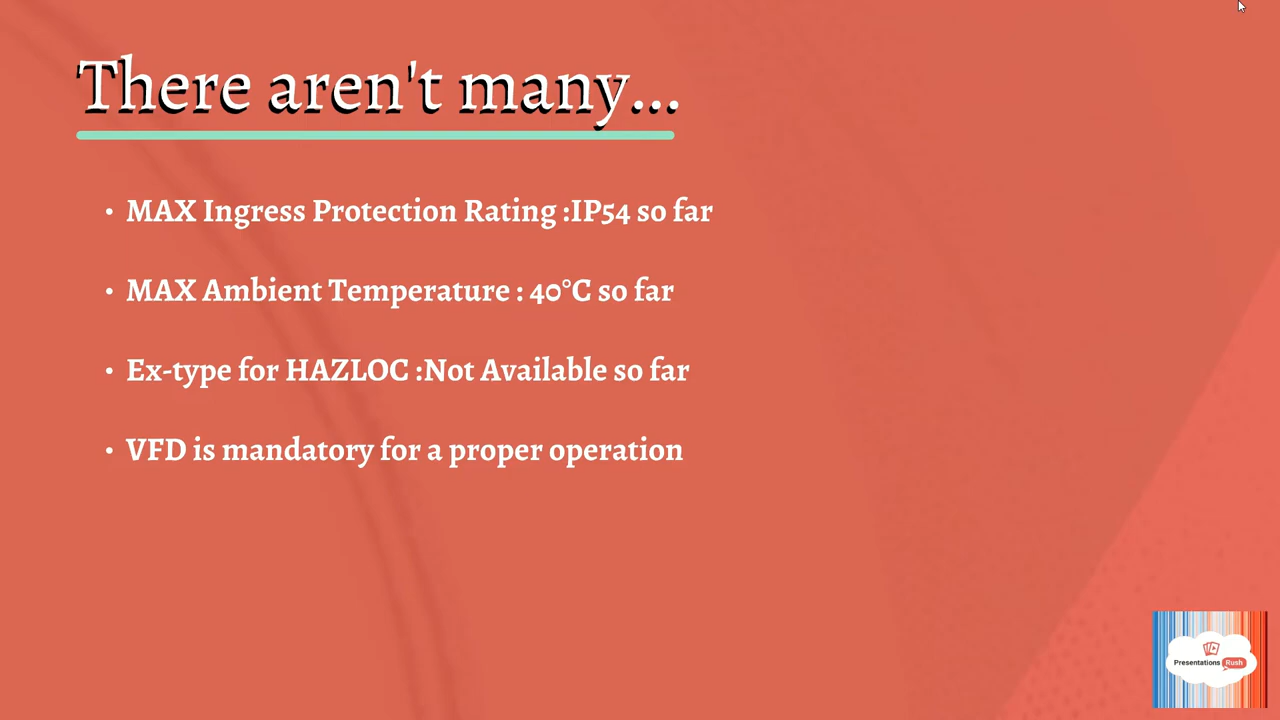 There aren't many...
• MAX Ingress Protection Rating :IP54 so far
• MAX Ambient Temperature : 40°C so far
• Ex-type for HAZLOC :Not Available so far
• VFD is mandatory for a proper operation
Presentations Rush